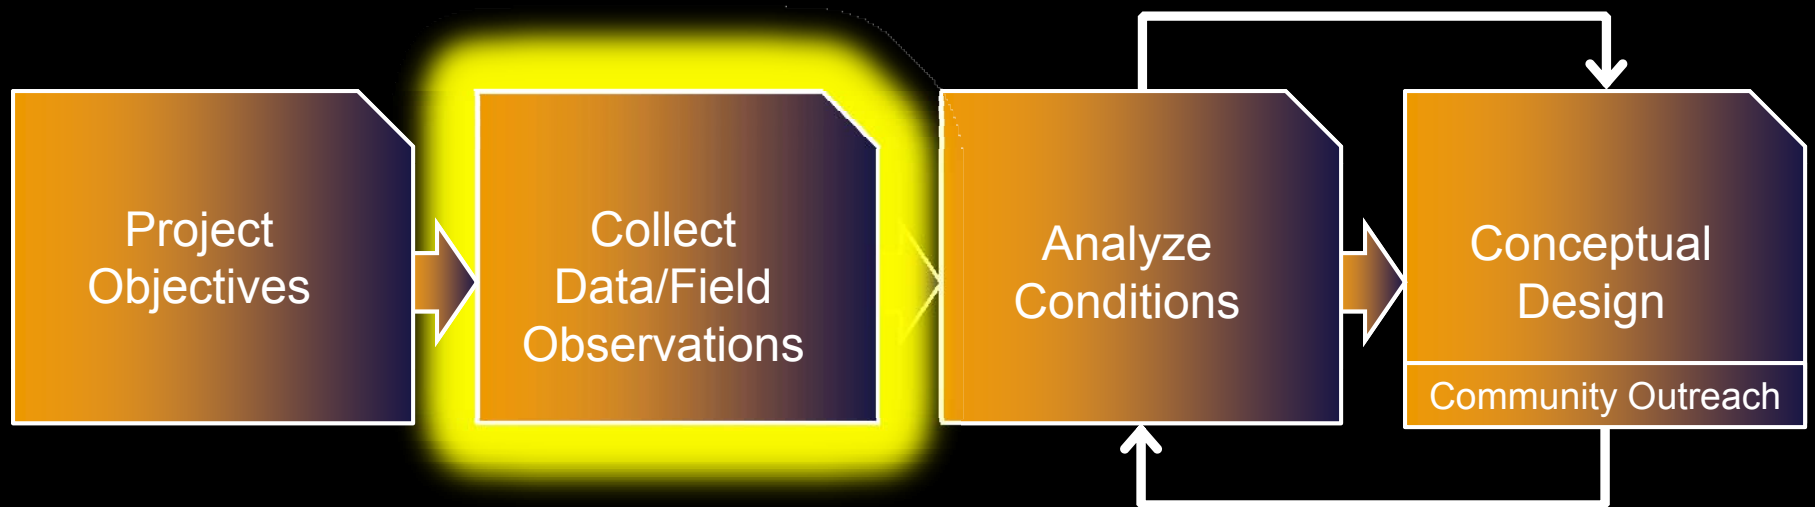 Project
Objectives
Collect
Data/Field
Observations
Analyze
Conditions
Conceptual
Design
Community Outreach